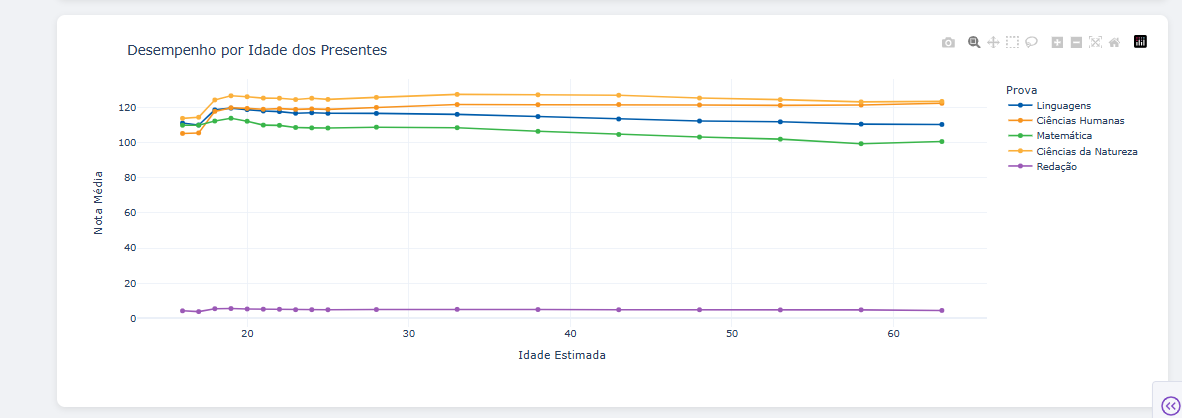 Desempenho por Idade dos Presentes
Prova
Linguagens
Ciências Humanas
Matemática
Ciências da Natureza
Redação
Nota Média
120
100
80
60
40
20
0
20
30
40
50
60
Idade Estimada